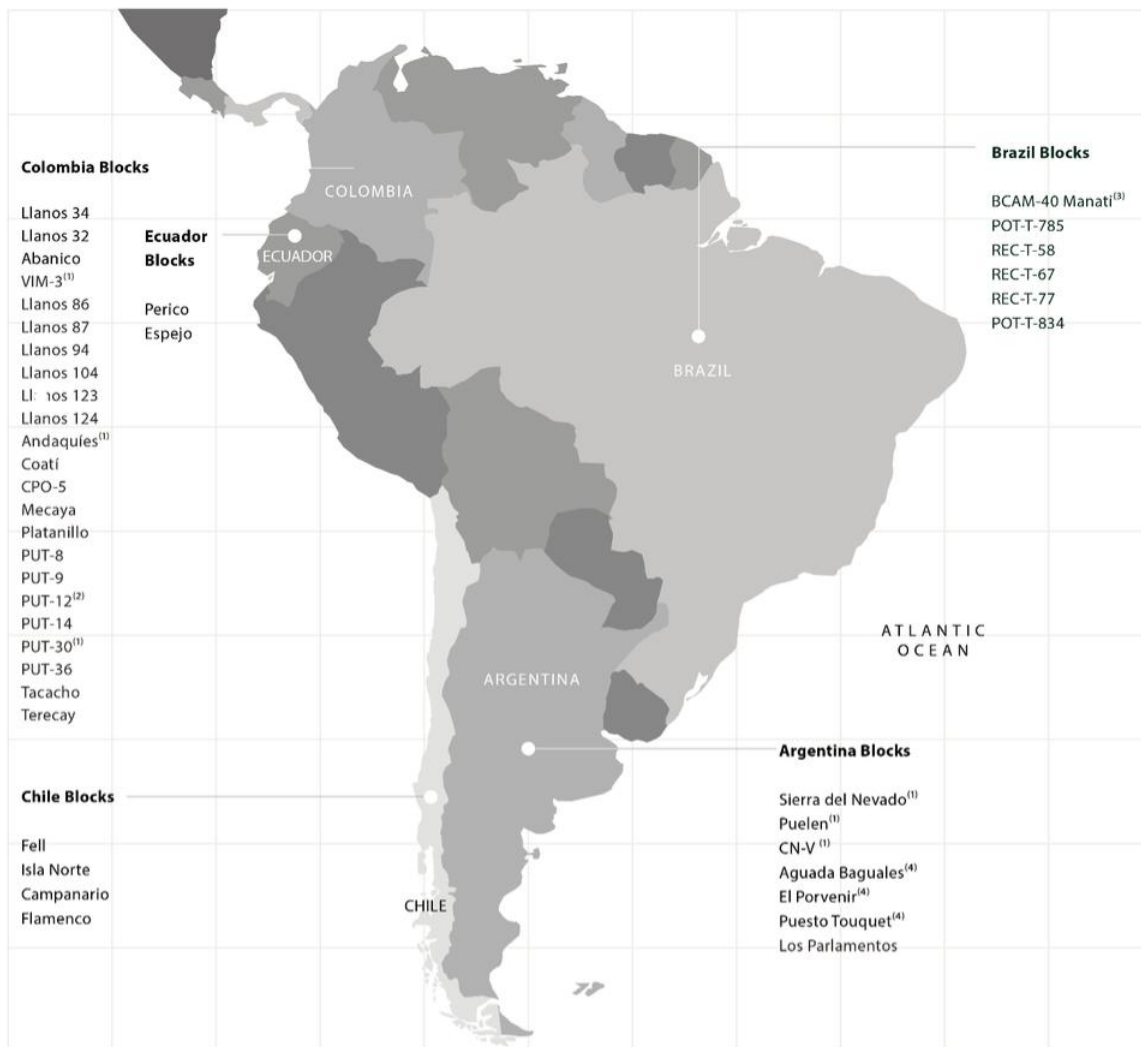 Colombia Blocks
Llanos 34
Llanos 32
Abanico
VIM-3(1)
Llanos 86
Llanos 87
Llanos 94
Llanos 104
Llanos 124
Andaquíes(1)
Coatí
CPO-5
Mecaya
Platanillo
PUT-8
PUT-9
PUT-12(2)
PUT-14
PUT-30(1)
PUT-36
Tacacho
Terecay
Ecuador
Blocks
Perico
Espejo
COLOMBIA
ECUADOR
BRAZIL
Brazil Blocks
BCAM-40 Manati(3)
POT-T-785
REC-T-58
REC-T-67
REC-T-77
POT-T-834
ATLANTIC
OCEAN
ARGENTINA
Argentina Blocks
Sierra del Nevado(1)
Puelen(1)
CN-V (1)
Aguada Baguales(4)
El Porvenir(4)
Puesto Touquet(4)
Los Parlamentos
Chile Blocks
Fell
Isla Norte
Campanario
Flamenco
CHILE